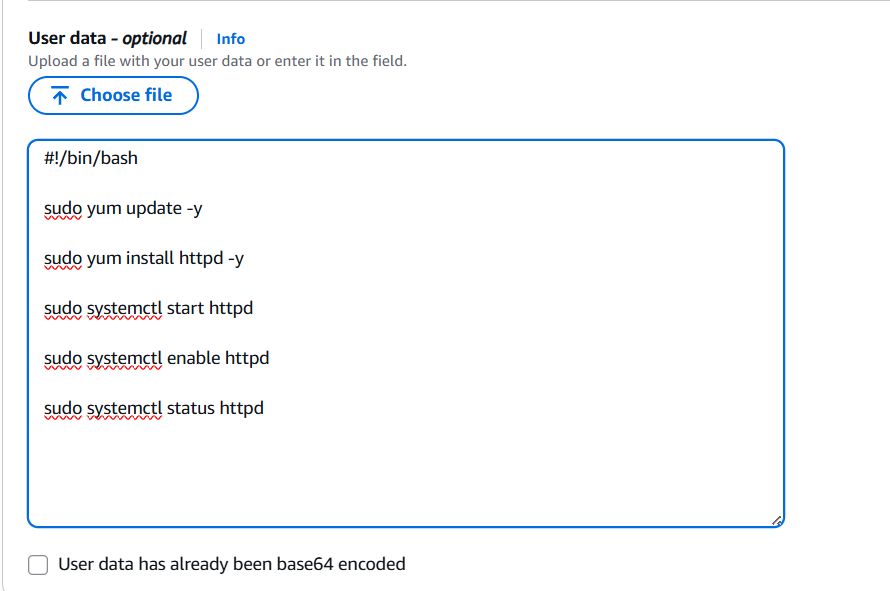 User data - optional Info
Upload a file with your user data or enter it in the field.
Choose file
#!/bin/bash
sudo yum update -y
sudo yum install httpd -y
sudo systemctl start httpd
sudo systemctl enable httpd
sudo systemctl status httpd
User data has already been base64 encoded